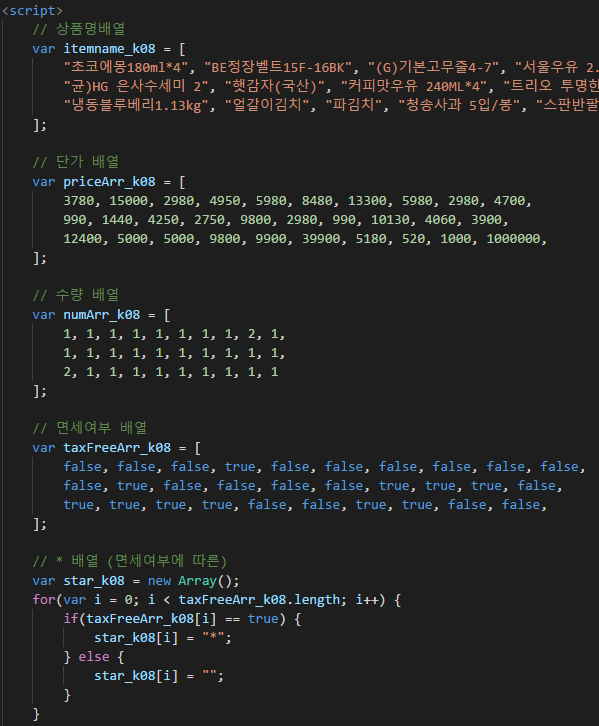 <script>
// 상품명배열
var itemname_k08 = [
"초코에몽180ml*4", "BE정장벨트15F-16BK", "(G)기본고무줄4-7", "서울우유 2.
"균)HG 은사수세미 2", "햇감자(국산)", "커피맛우유 240ML*4", "트리오 투명한
"냉동블루베리1.13kg", "얼갈이김치", "파김치", "청송사과 5입/봉", "스판반팔
];
// 단가 배열
var priceArr_k08 = [
3780, 15000, 2980, 4950, 5980, 8480, 13300, 5980, 2980, 4700,
990, 1440, 4250, 2750, 9800, 2980, 990, 10130, 4060, 3900,
12400, 5000, 5000, 9800, 9900, 39900, 5180, 520, 1000, 1000000,
];
// 수량 배열
var numArr_k08 = [
1, 1, 1, 1, 1, 1, 1, 1, 2, 1,
1, 1, 1, 1, 1, 1, 1, 1, 1, 1,
2, 1, 1, 1, 1, 1, 1, 1, 1, 1
];
// 면세여부 배열
var taxFreeArr_k08 = [
false, false, false, true, false, false, false, false, false, false,
false, true, false, false, false, false, true, true, true, false,
true, true, true, true, false, false, true, true, false, false,
];
// * 배열 (면세여부에 따른)
var star_k08 = new Array();
for(var i = 0; i < taxFreeArr_k08.length; i++) {
if(taxFreeArr_k08[i] == true) {
star_k08[i] = "*";
} else {
star_k08[i] = "";
}
}